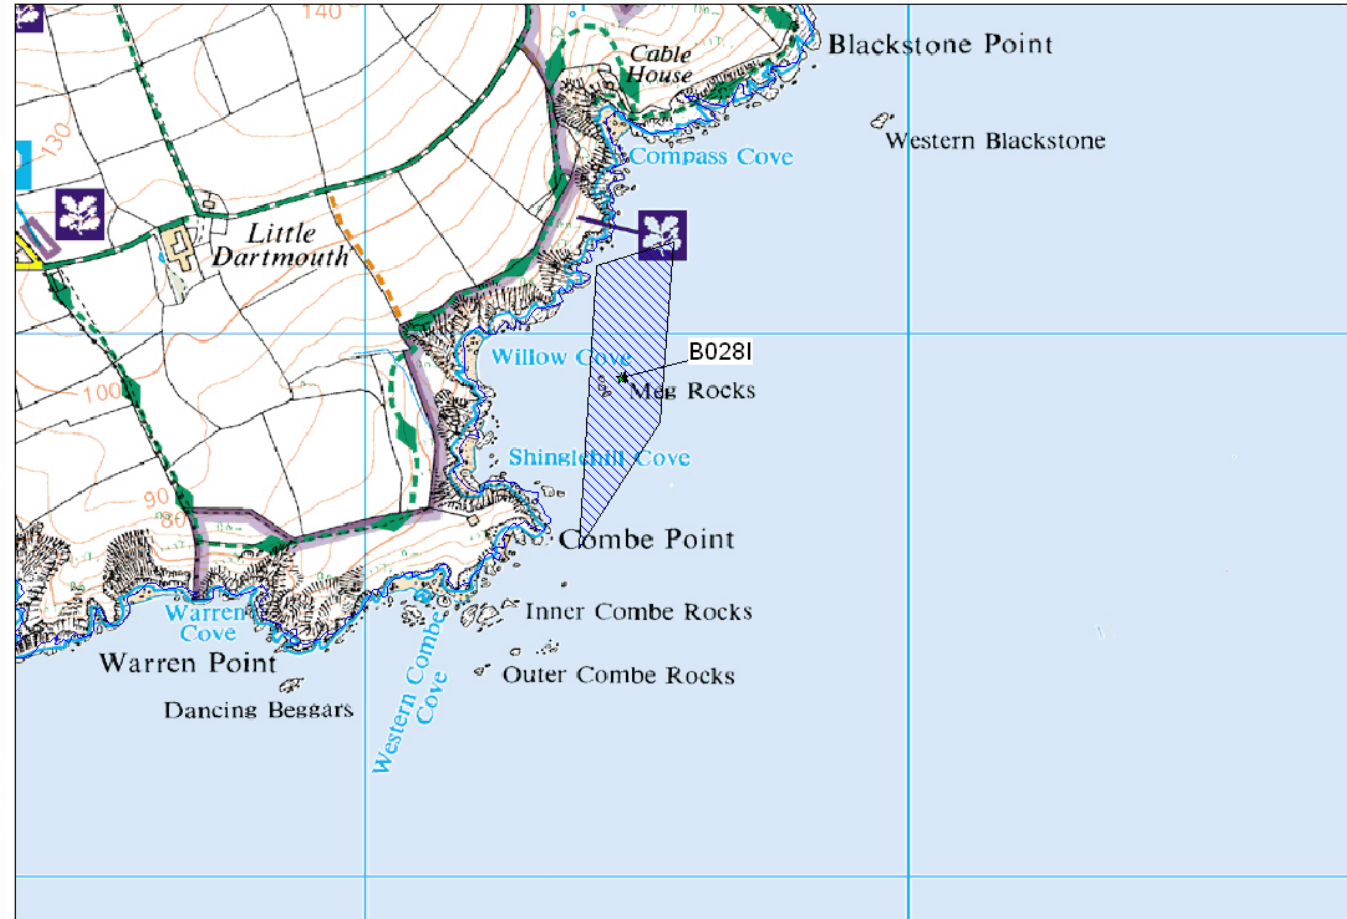 140
Blackstone Point
Cable
House
130
Western Blackstone
Compass Cove
Little
Dartmouth
B028I
Willow Cove
Meg Rocks
100
Shinglehill Cove
90
80
Combe Point
Warren
Cove
Inner Combe Rocks
Warren Point
Outer Combe Rocks
Western Combe
Cove
Dancing Beggars